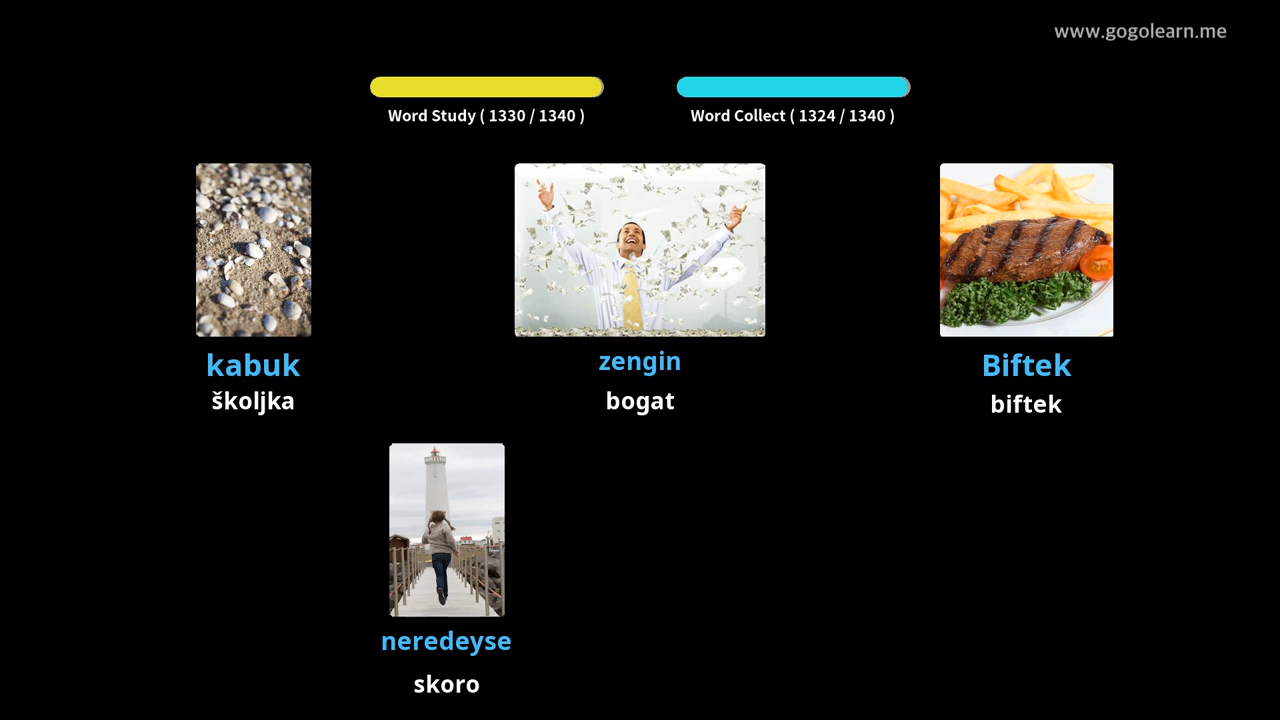 www.gogolearn.me
Word Study ( 1330 / 1340 )
Word Collect ( 1324 / 1340 )
kabuk
školjka
zengin
bogat
Biftek
biftek
neredeyse
skoro